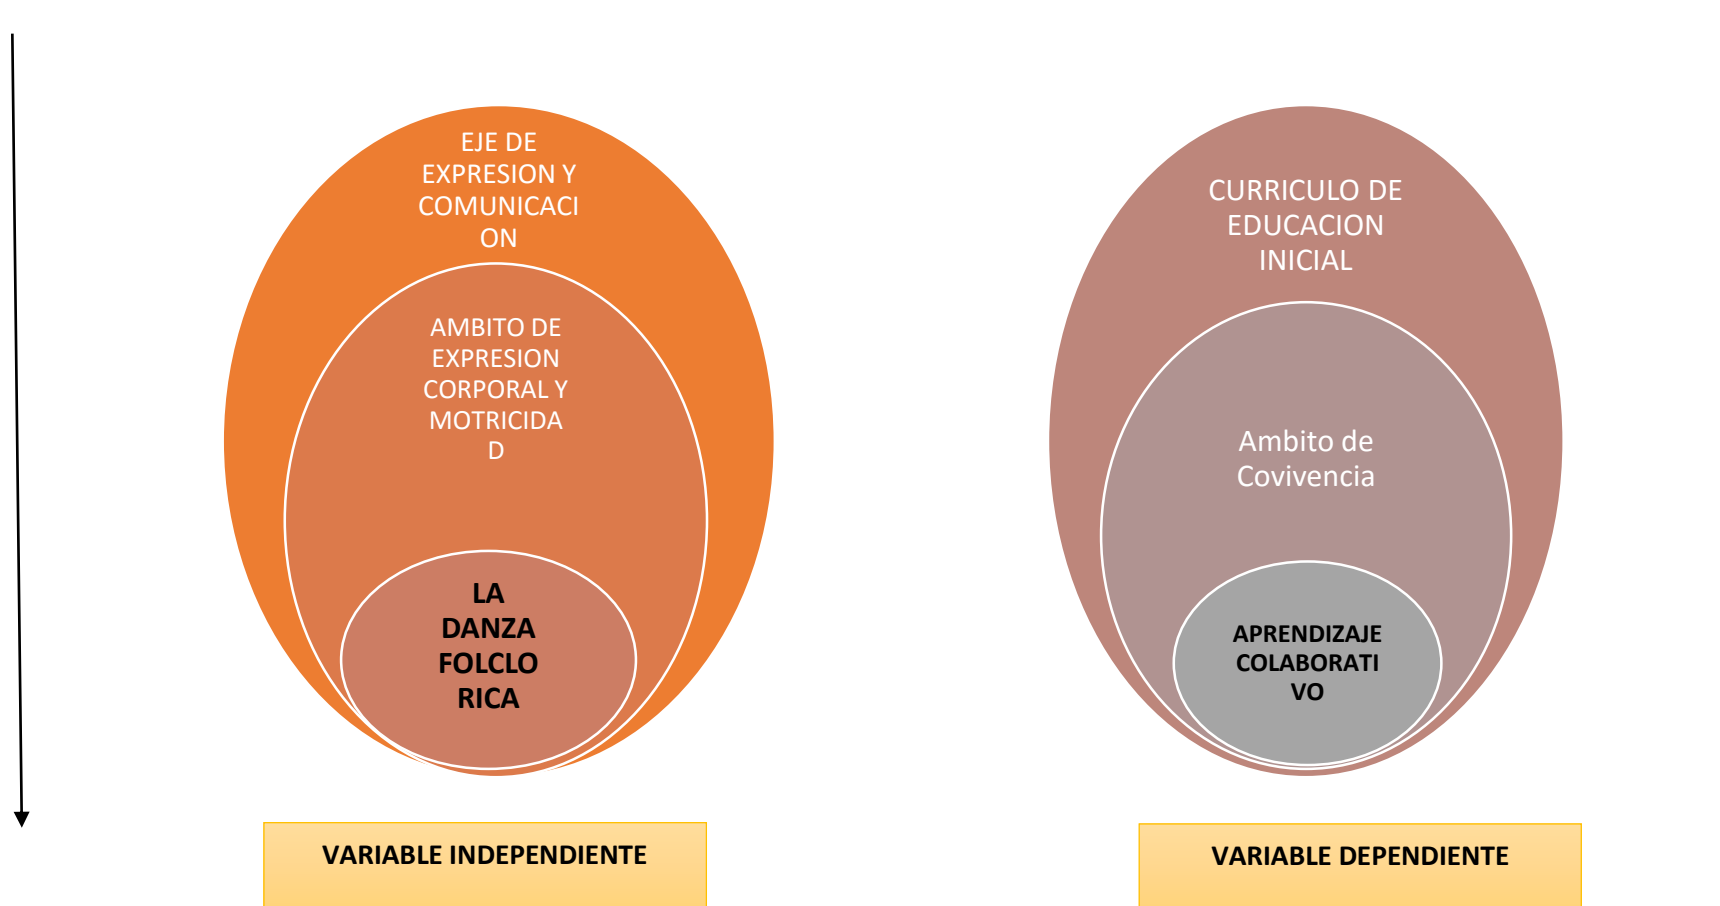 EJE DE
EXPRESION Y
COMUNICACI
ON
AMBITO DE
EXPRESION
CORPORAL Y
MOTRICIDA
D
LA
DANZA
FOLCLO
RICA
VARIABLE INDEPENDIENTE
CURRICULO DE
EDUCACION
INICIAL
Ambito de
Covivencia
APRENDIZAJE
COLABORATI
VO
VARIABLE DEPENDIENTE